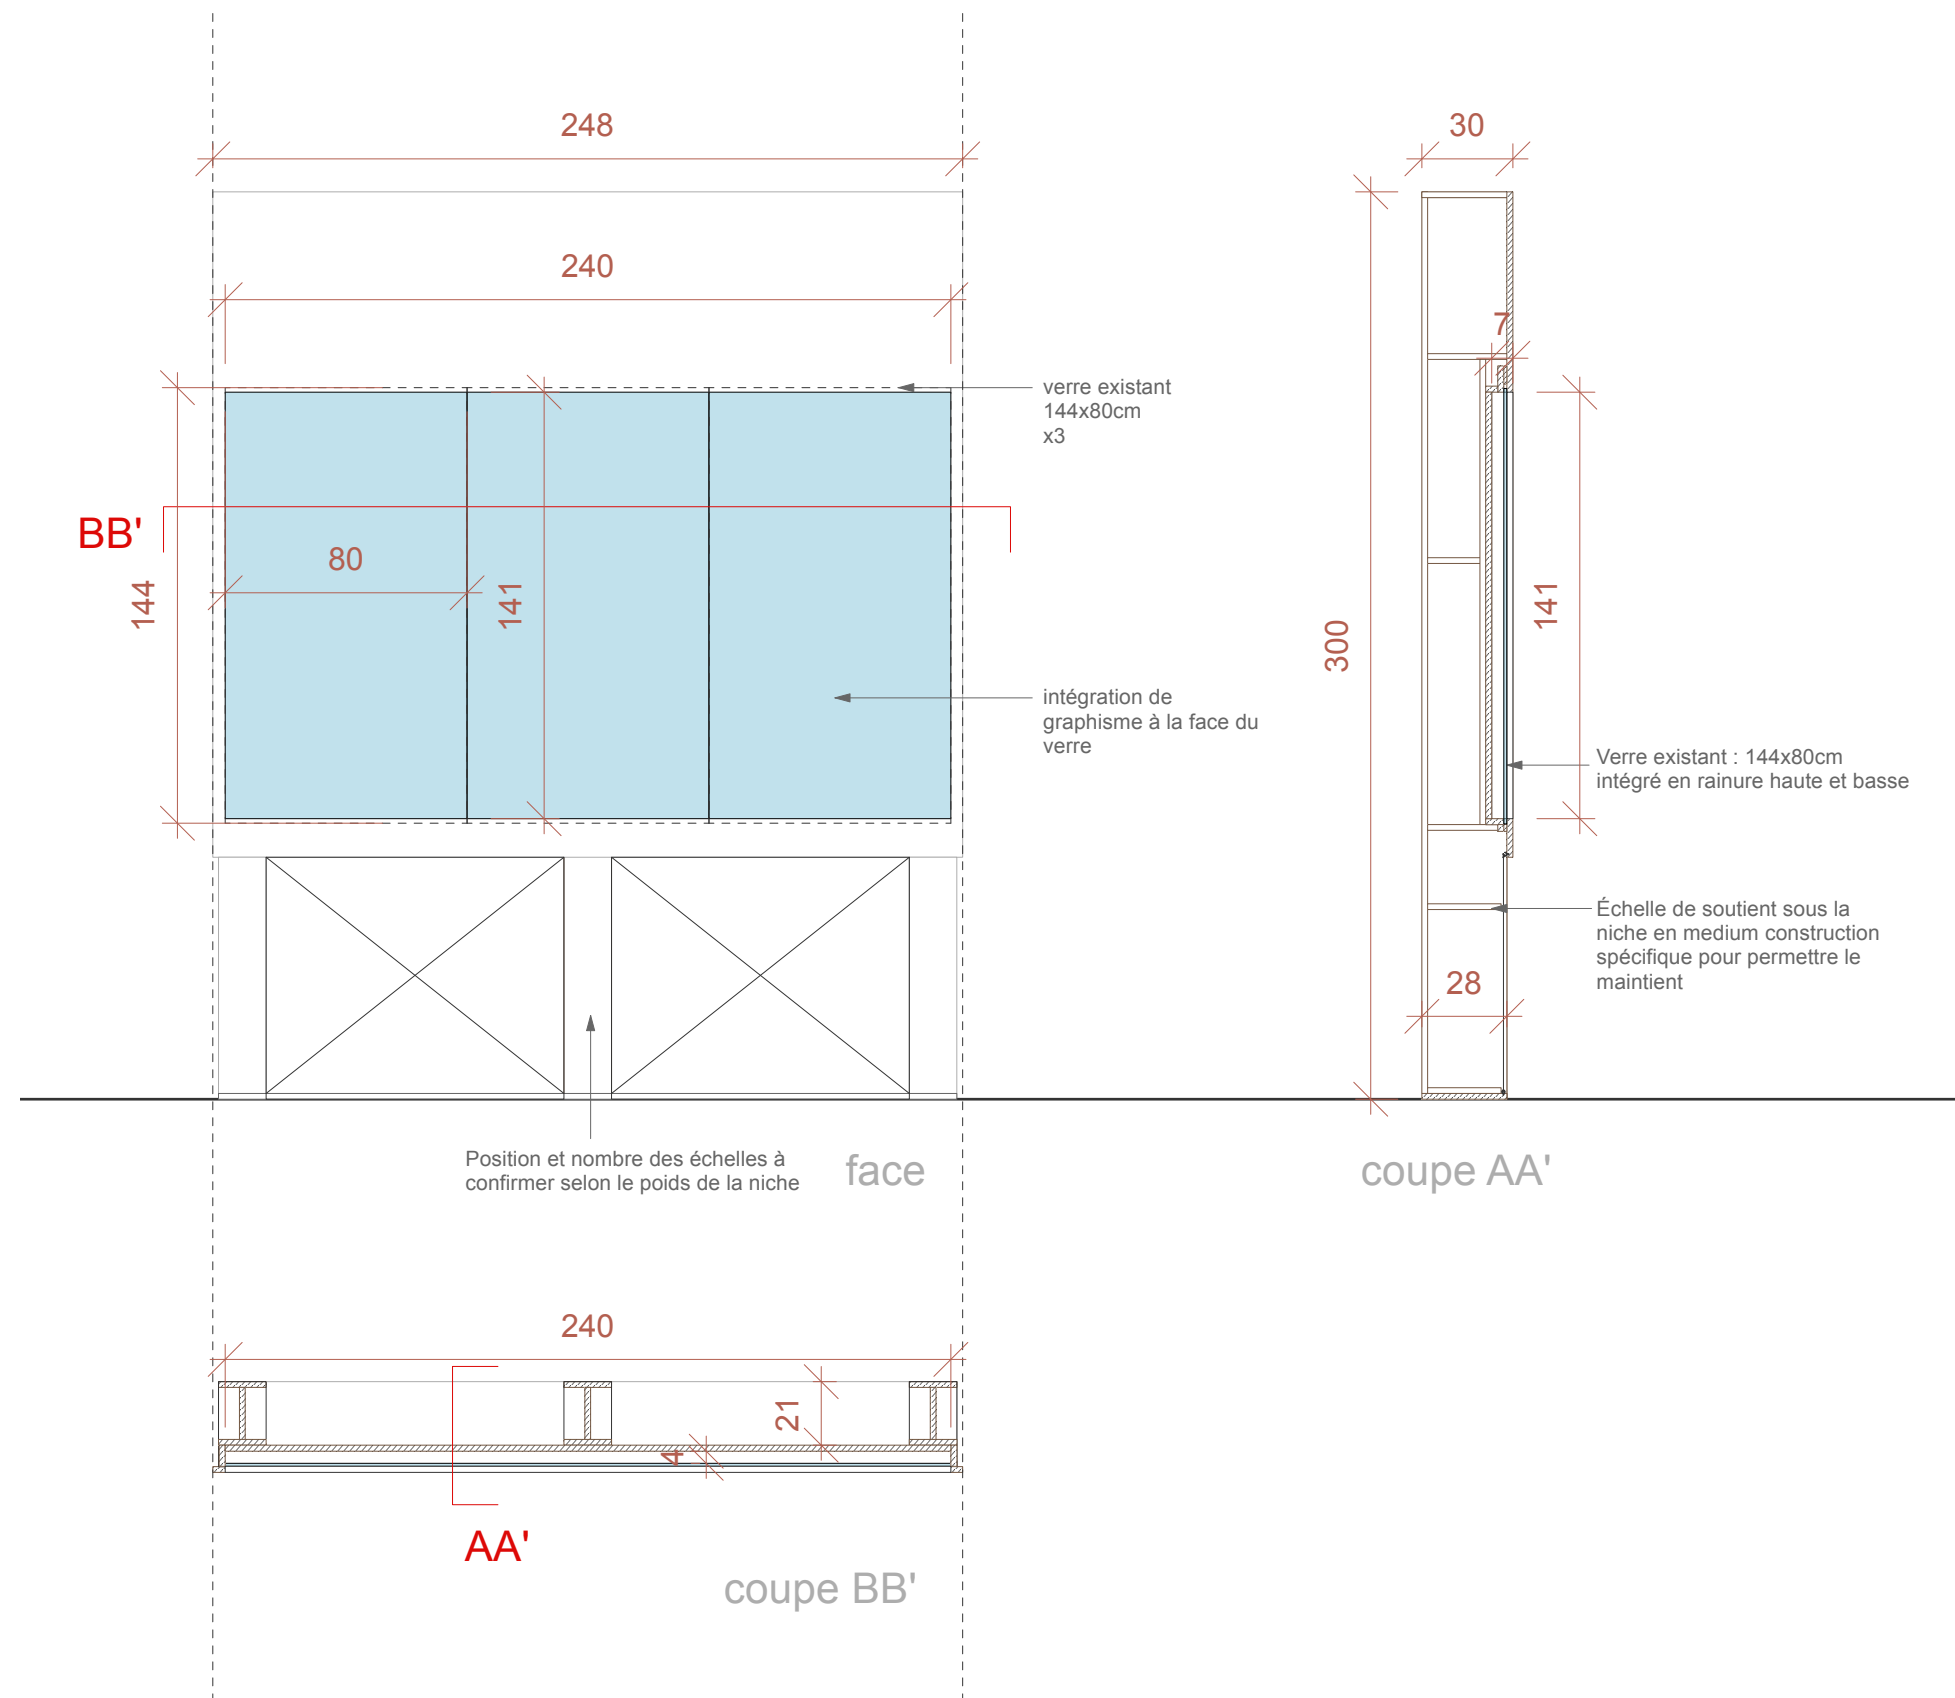 248
30
240
7
verre existant
144x80cm
x3
BB'
80
144
141
141
300
intégration de
graphisme à la face du
verre
Verre existant : 144x80cm
intégré en rainure haute et basse
Échelle de soutient sous la
niche en medium construction
spécifique pour permettre le
maintient
28
Position et nombre des échelles à
confirmer selon le poids de la niche
face
coupe AA'
240
21
4
AA'
coupe BB'